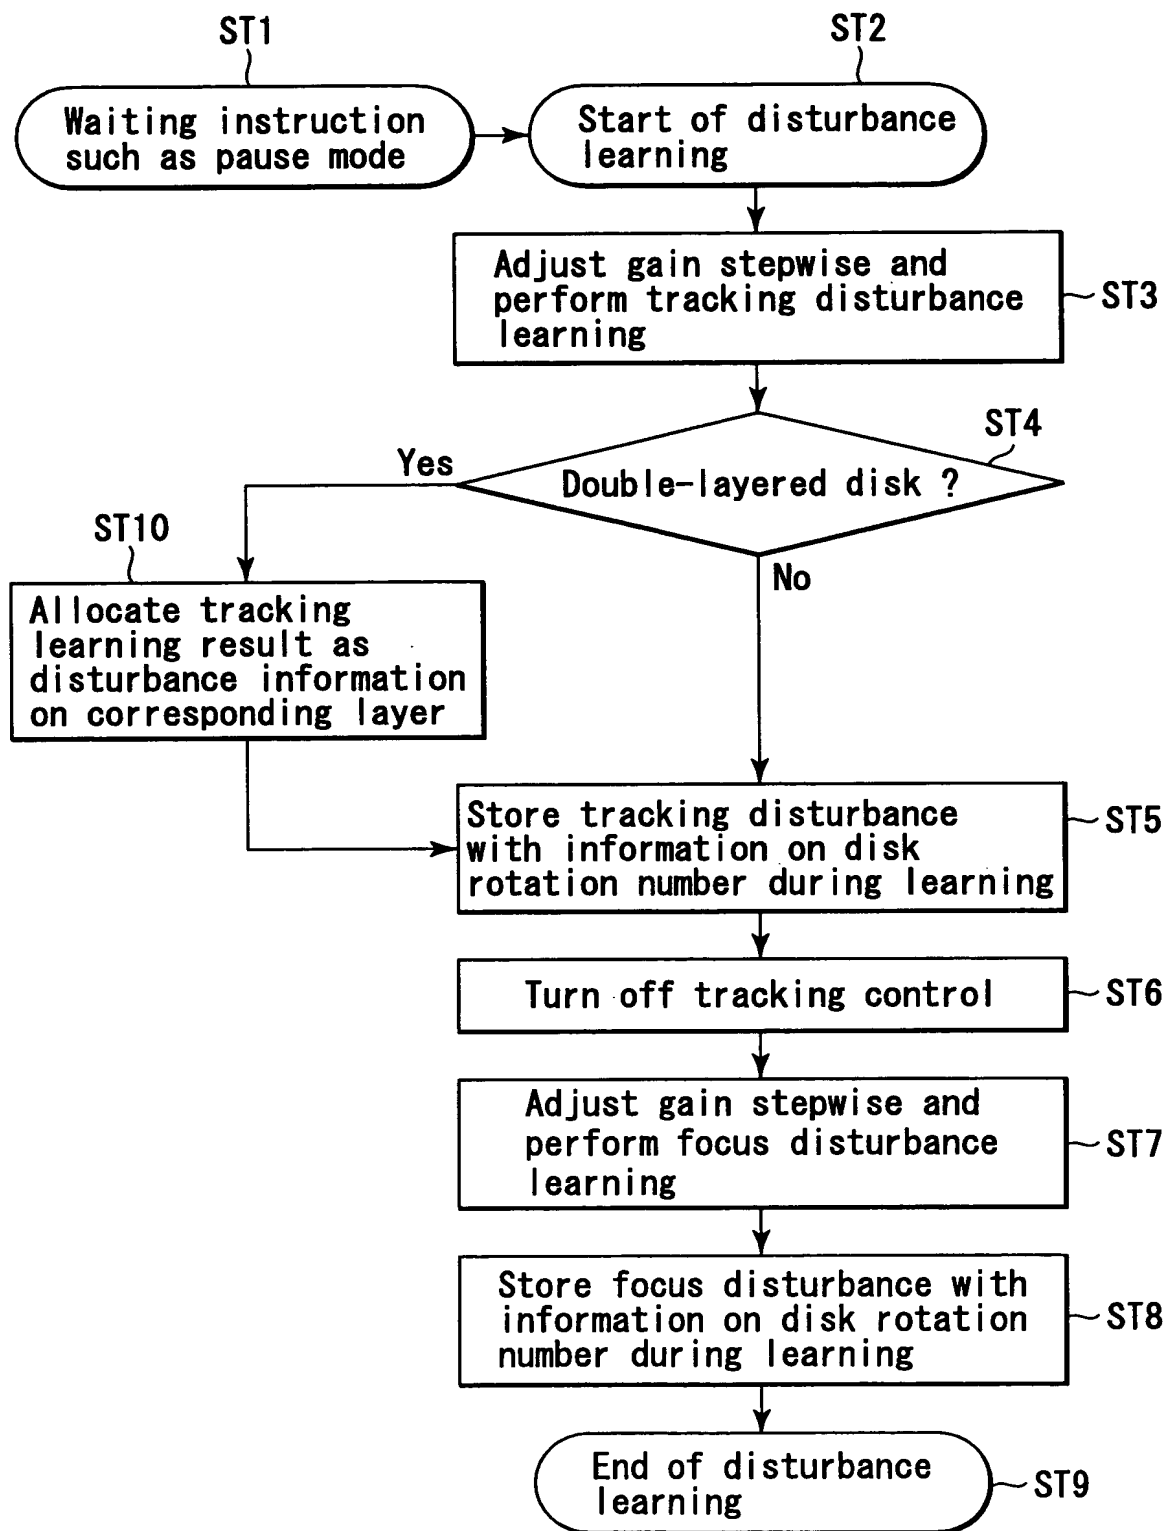 ST1
ST2
Waiting instruction
such as pause mode
Start of disturbance
learning
Adjust gain stepwise and
perform tracking disturbance
learning
ST3
ST4
Yes
Double-layered disk ?
ST10
No
Allocate tracking
learning result as
disturbance information
on corresponding layer
Store tracking disturbance
with information on disk
rotation number during learning
ST5
Turn off tracking control
ST6
Adjust gain stepwise and
perform focus disturbance
learning
ST7
Store focus disturbance with
information on disk rotation
number during learning
ST8
End of disturbance
learning
ST9